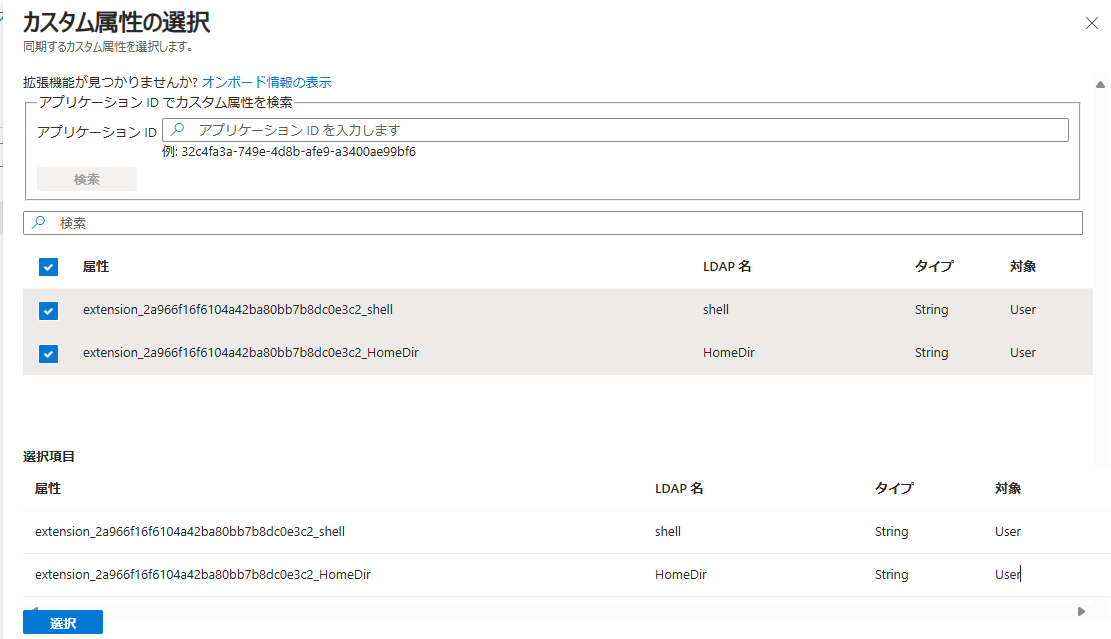 カスタム属性の選択
同期するカスタム属性を選択します。
拡張機能が見つかりませんか? オンボード情報の表示
アプリケーション ID でカスタム属性を検索
アプリケーション ID アプリケーション ID を入力します
例: 32c4fa3a-749e-4d8b-afe9-a3400ae99bf6
検索
検索
属性 LDAP 名 タイプ 対象
extension_2a966f16f6104a42ba80bb7b8dc0e3c2_shell shell String User
extension_2a966f16f6104a42ba80bb7b8dc0e3c2_HomeDir HomeDir String User
選択項目
属性 LDAP 名 タイプ 対象
extension_2a966f16f6104a42ba80bb7b8dc0e3c2_shell shell String User
extension_2a966f16f6104a42ba80bb7b8dc0e3c2_HomeDir HomeDir String User
選択